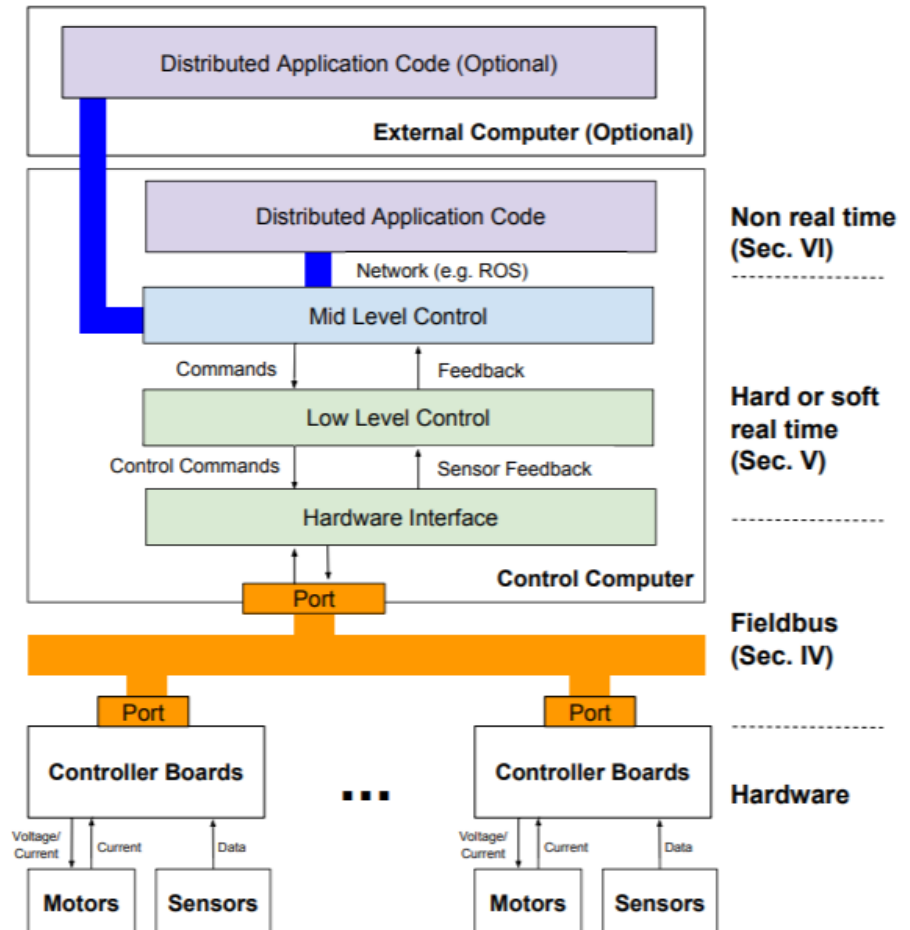 Distributed Application Code (Optional)
External Computer (Optional)
Distributed Application Code
Network (e.g. ROS)
Mid Level Control
Commands
Feedback
Low Level Control
Control Commands
Sensor Feedback
Hardware Interface
Control Computer
Port
Non real time
(Sec. VI)
Hard or soft
real time
(Sec. V)
Fieldbus
(Sec. IV)
Hardware
Port
Controller Boards
Voltage/
Current
Current
Data
Motors
Sensors
...
Port
Controller Boards
Voltage/
Current
Current
Data
Motors
Sensors